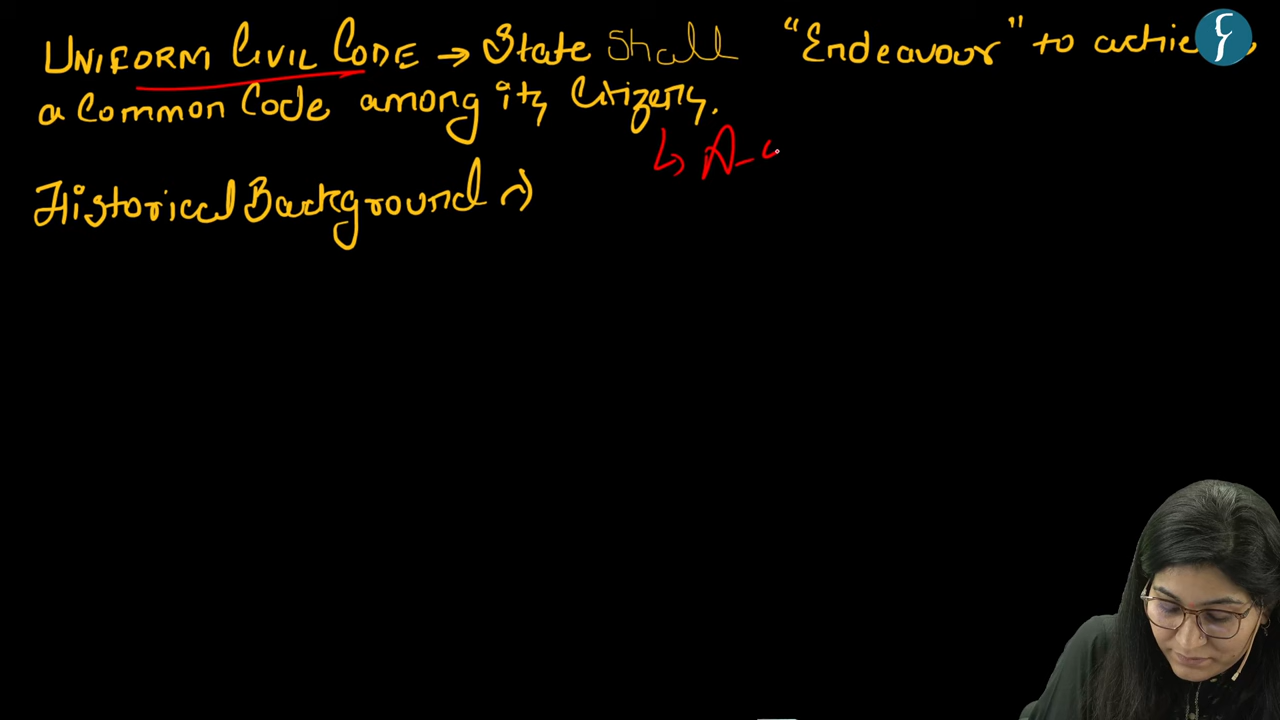 UNIFORM CIVIL CODE → State Shall "Endeavour" to achieve
a Common Code among its Citizens.
↳ A-
Historical Background ⇒